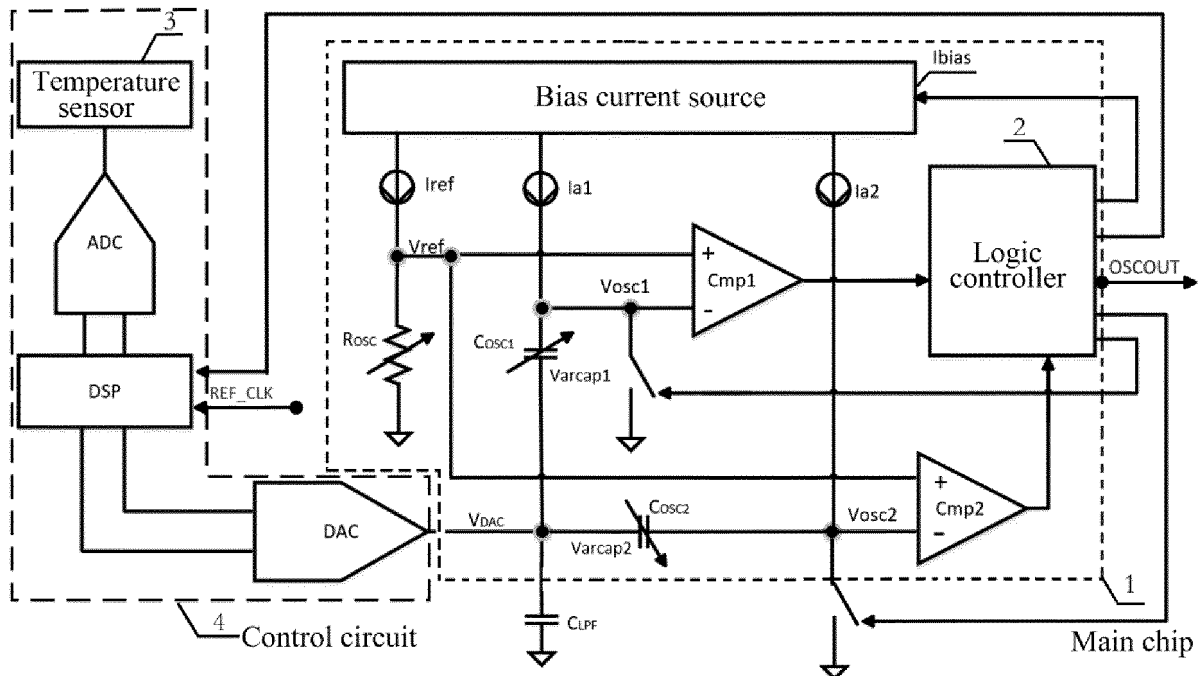 3
Temperature
sensor
ADC
DSP
REF_CLK
DAC
4
Control circuit
Ibias
Bias current source
Iref
Ia1
Ia2
2
Vref
+
Cmp1
-
Logic
controller
OSCOUT
Vosc1
ROSC
COSC1
Varcap1
VDAC
COSC2
Varcap2
Vosc2
+
Cmp2
-
CLPF
1
Main chip